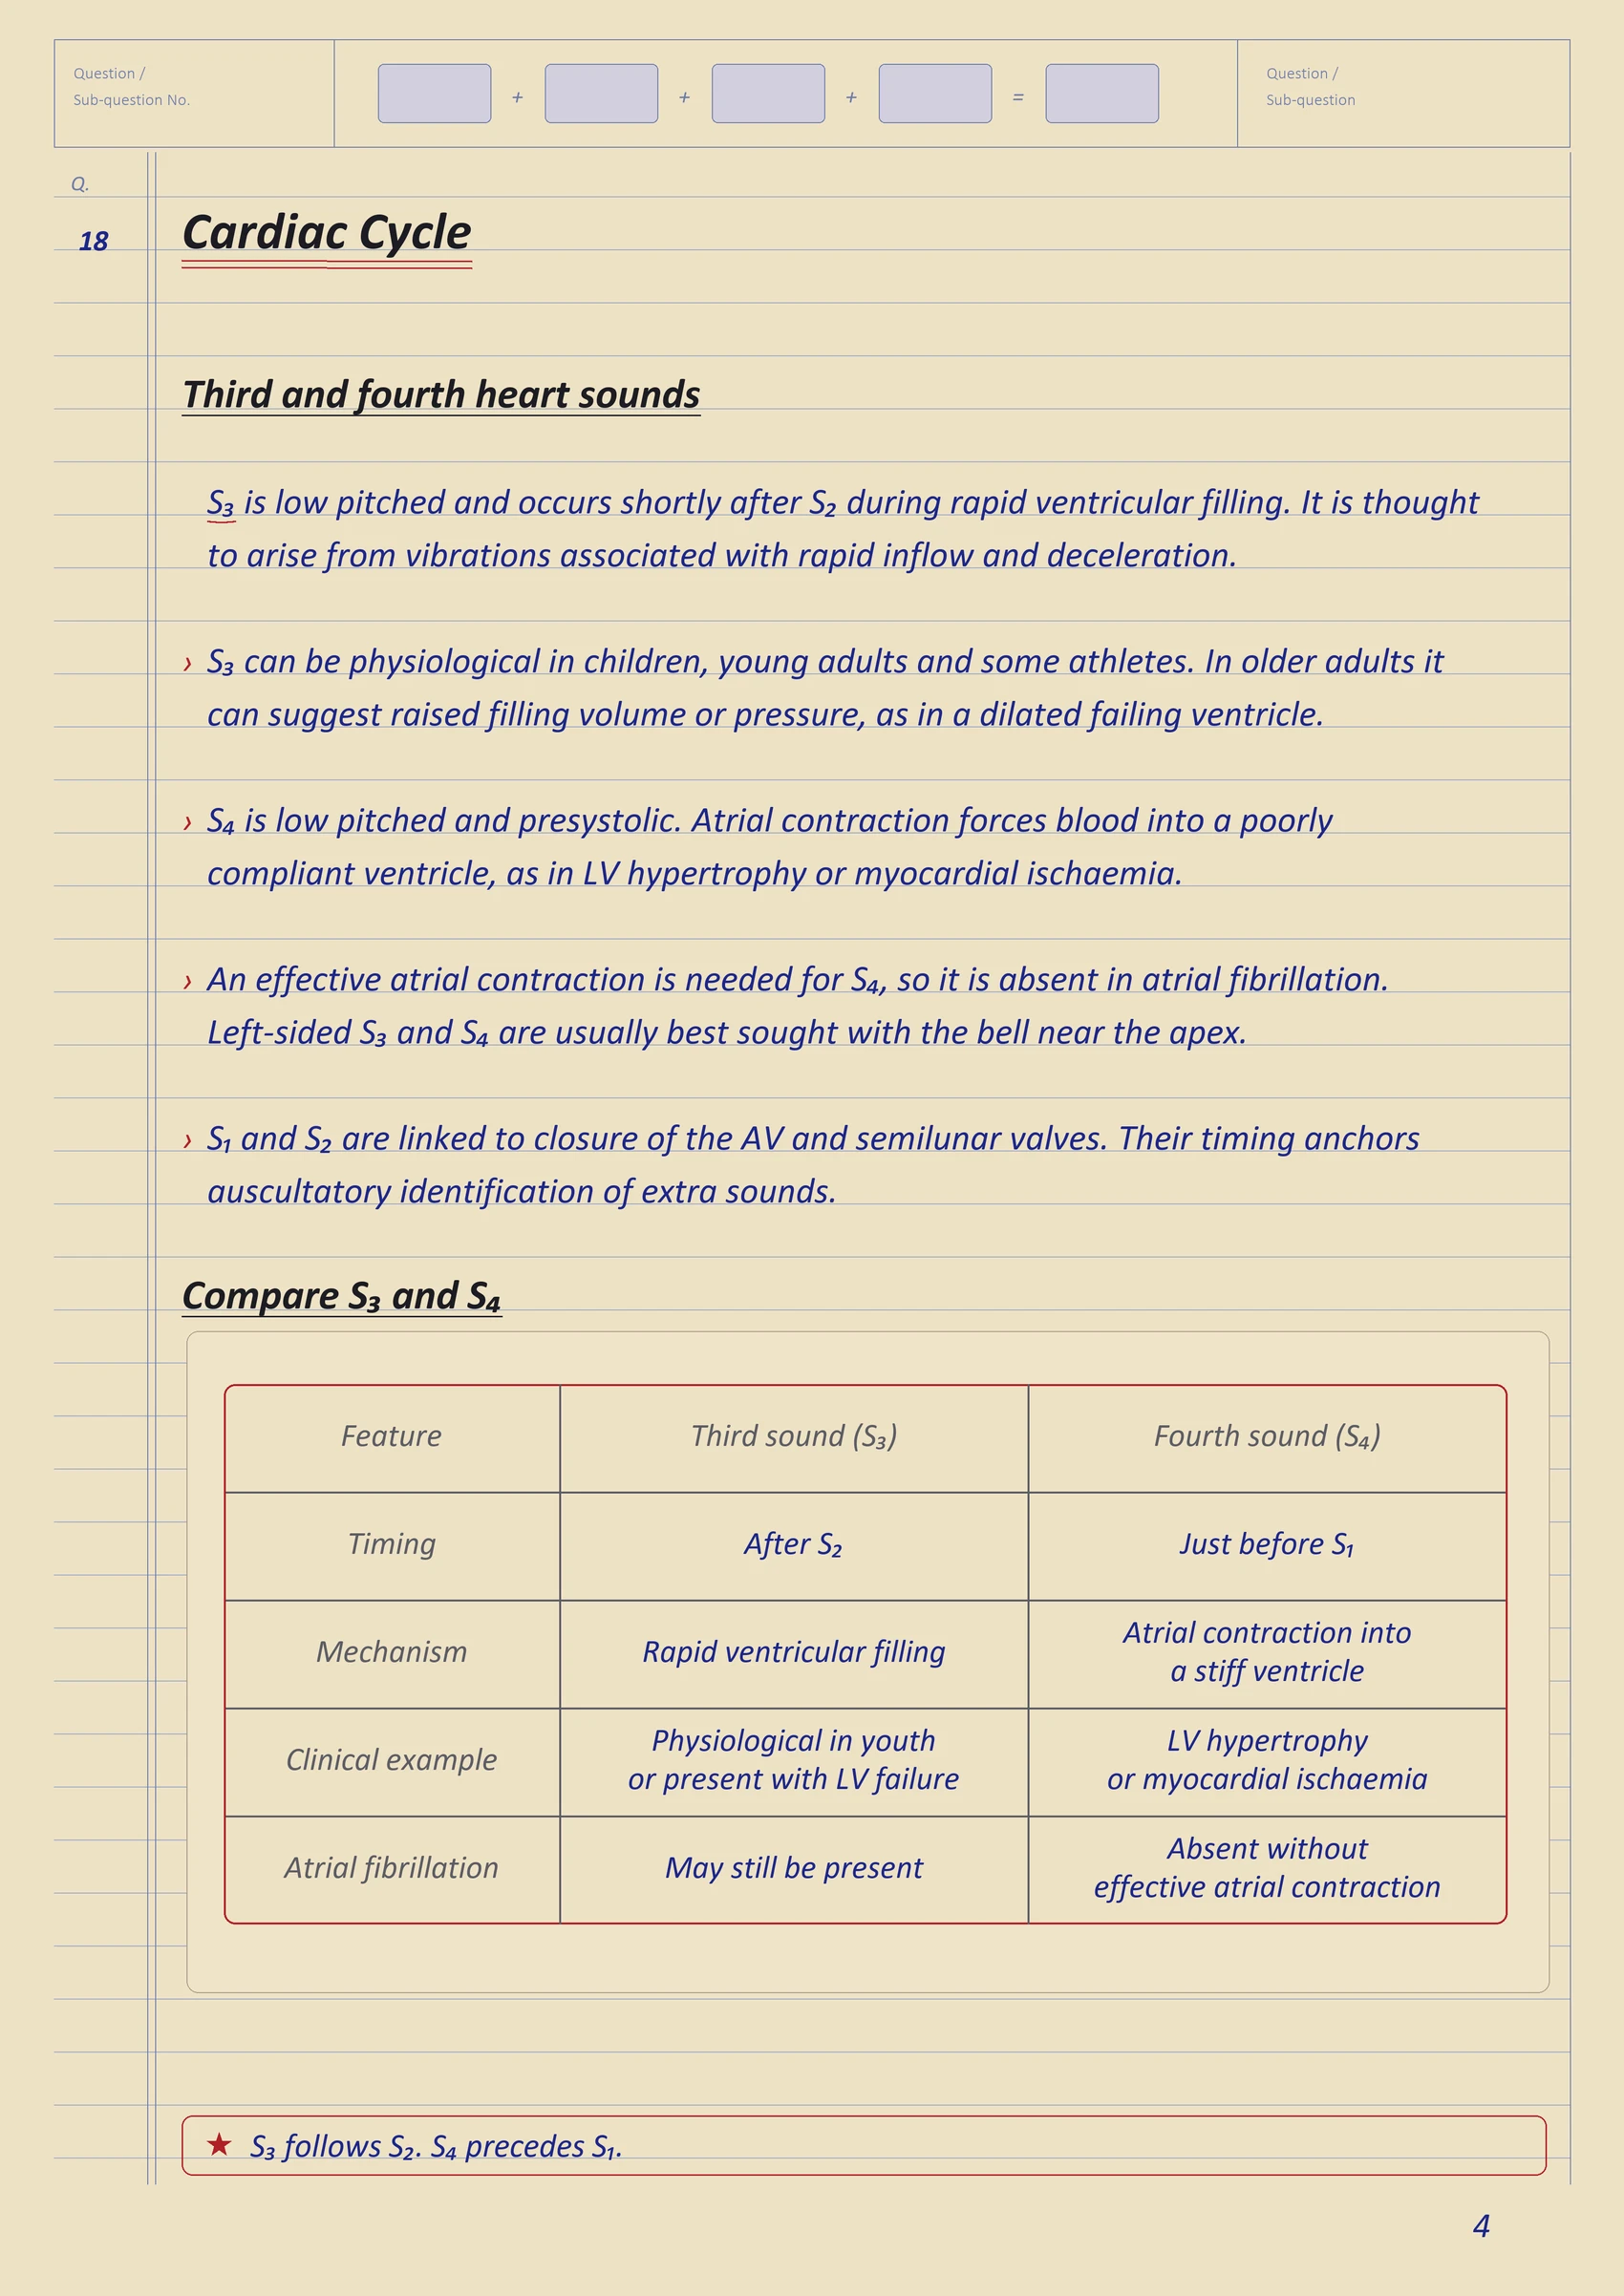 Question /
Sub-question No.
+ + + =
Question /
Sub-question
Q.
18
Cardiac Cycle
Third and fourth heart sounds
S₃ is low pitched and occurs shortly after S₂ during rapid ventricular filling. It is thought
to arise from vibrations associated with rapid inflow and deceleration.
› S₃ can be physiological in children, young adults and some athletes. In older adults it
can suggest raised filling volume or pressure, as in a dilated failing ventricle.
› S₄ is low pitched and presystolic. Atrial contraction forces blood into a poorly
compliant ventricle, as in LV hypertrophy or myocardial ischaemia.
› An effective atrial contraction is needed for S₄, so it is absent in atrial fibrillation.
Left-sided S₃ and S₄ are usually best sought with the bell near the apex.
› S₁ and S₂ are linked to closure of the AV and semilunar valves. Their timing anchors
auscultatory identification of extra sounds.
Compare S₃ and S₄
Feature
Third sound (S₃)
Fourth sound (S₄)
Timing
After S₂
Just before S₁
Mechanism
Rapid ventricular filling
Atrial contraction into
a stiff ventricle
Clinical example
Physiological in youth
or present with LV failure
LV hypertrophy
or myocardial ischaemia
Atrial fibrillation
May still be present
Absent without
effective atrial contraction
★ S₃ follows S₂. S₄ precedes S₁.
4